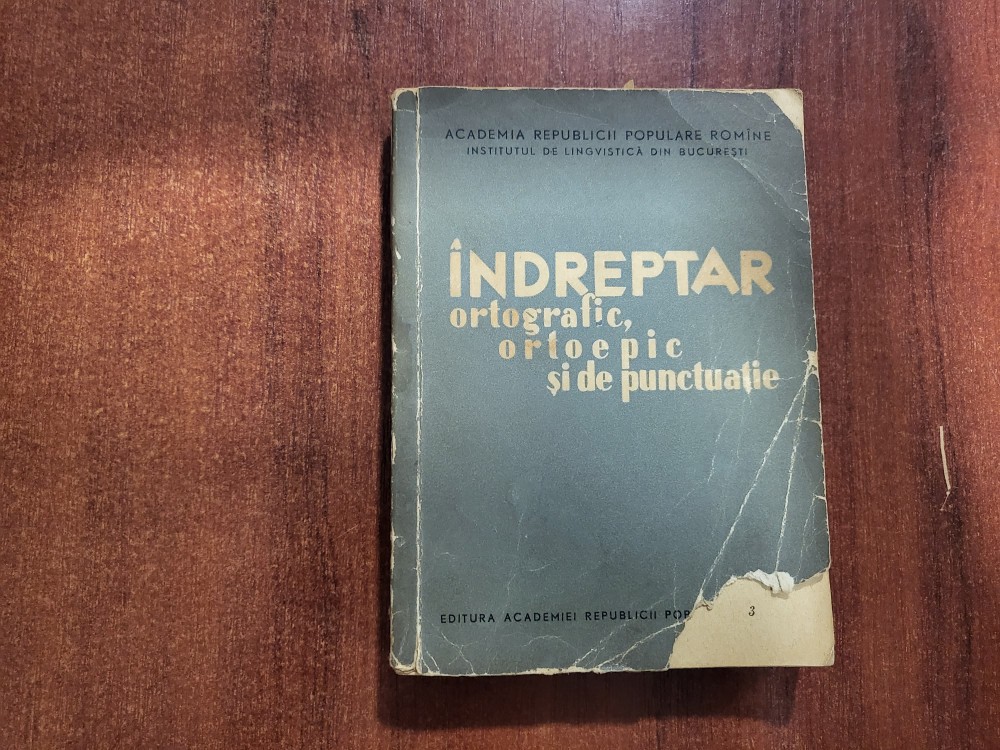 ACADEMIA REPUBLICII POPULARE ROMÎNE
INSTITUTUL DE LINGVISTICĂ DIN BUCUREȘTI
ÎNDREPTAR
ortografic,
ortoepic
și de punctuație
EDITURA ACADEMIEI REPUBLICII POP
3